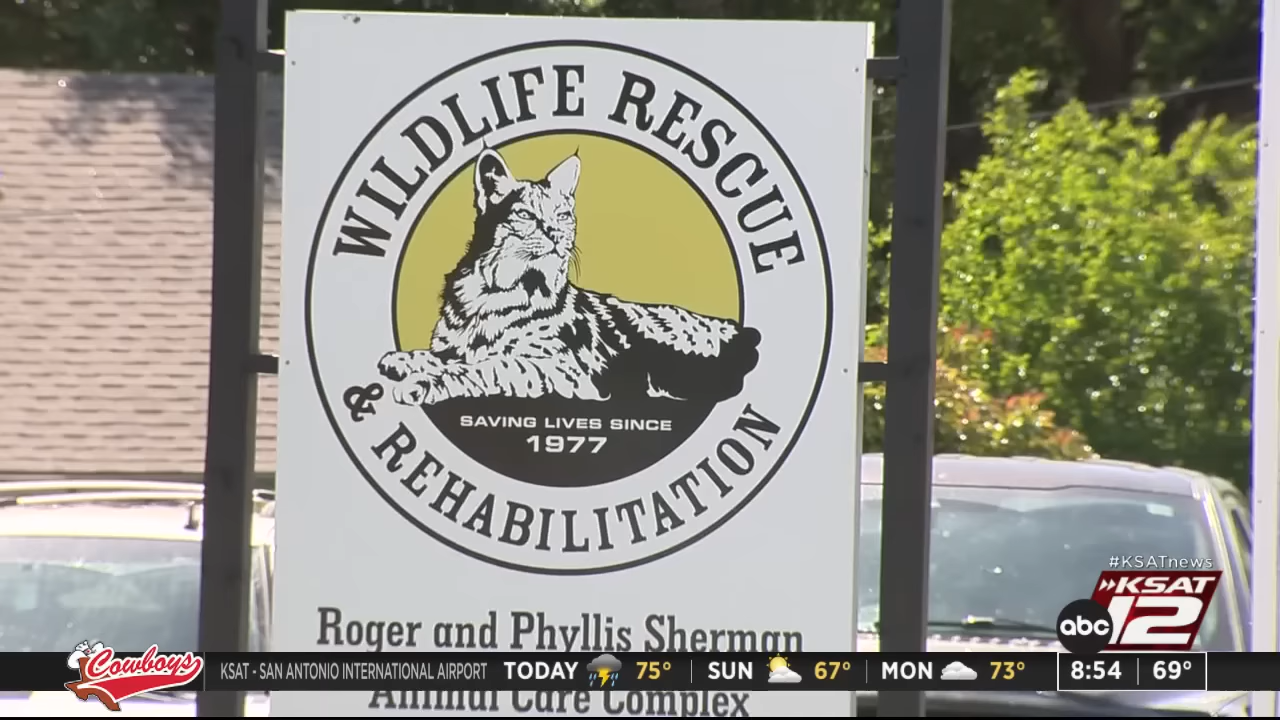 WILDLIFE RESCUE
& REHABILITATION
SAVING LIVES SINCE
1977
Roger and Phyllis Sherman
Animal Care Complex
#KSATnews
KSAT
abc 12
Cowboys
KSAT - SAN ANTONIO INTERNATIONAL AIRPORT TODAY 75° SUN 67° MON 73° 8:54 69°